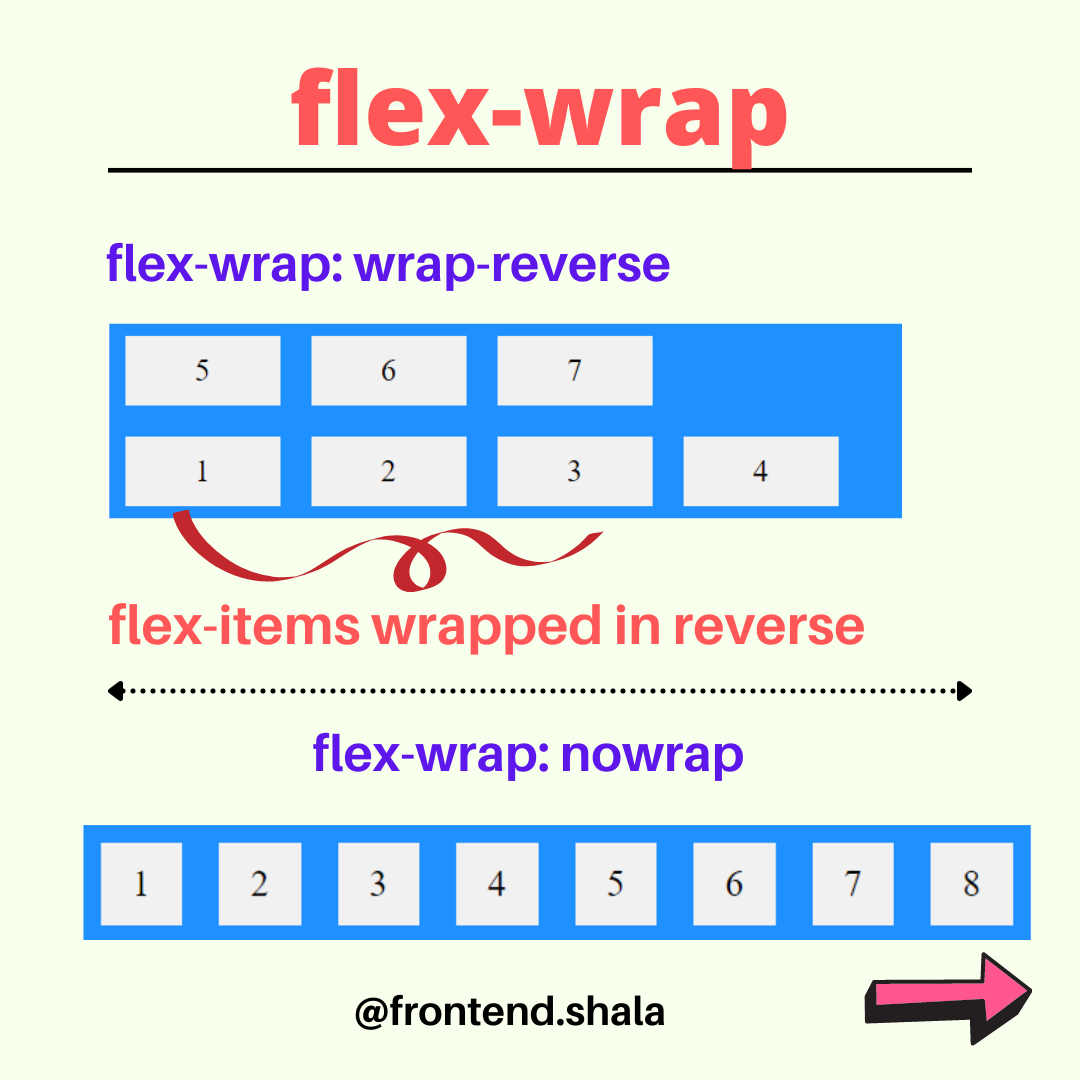 flex-wrap
flex-wrap: wrap-reverse
5 6 7
1 2 3 4
flex-items wrapped in reverse
flex-wrap: nowrap
1 2 3 4 5 6 7 8
@frontend.shala